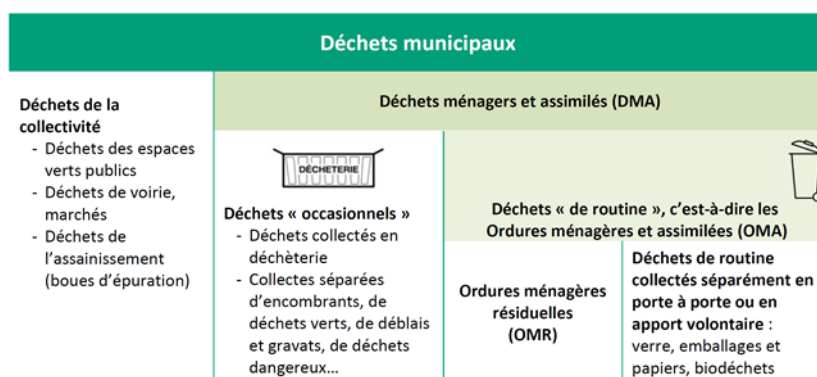 Déchets municipaux
Déchets de la
collectivité
- Déchets des espaces
verts publics
- Déchets de voirie,
marchés
- Déchets de
l'assainissement
(boues d'épuration)
Déchets ménagers et assimilés (DMA)
DÉCHETERIE
Déchets « occasionnels »
- Déchets collectés en
déchèterie
- Collectes séparées
d'encombrants, de
déchets verts, de déblais
et gravats, de déchets
dangereux...
Déchets « de routine », c'est-à-dire les
Ordures ménagères et assimilées (OMA)
Ordures ménagères
résiduelles
(OMR)
Déchets de routine
collectés séparément en
porte à porte ou en
apport volontaire :
verre, emballages et
papiers, biodéchets